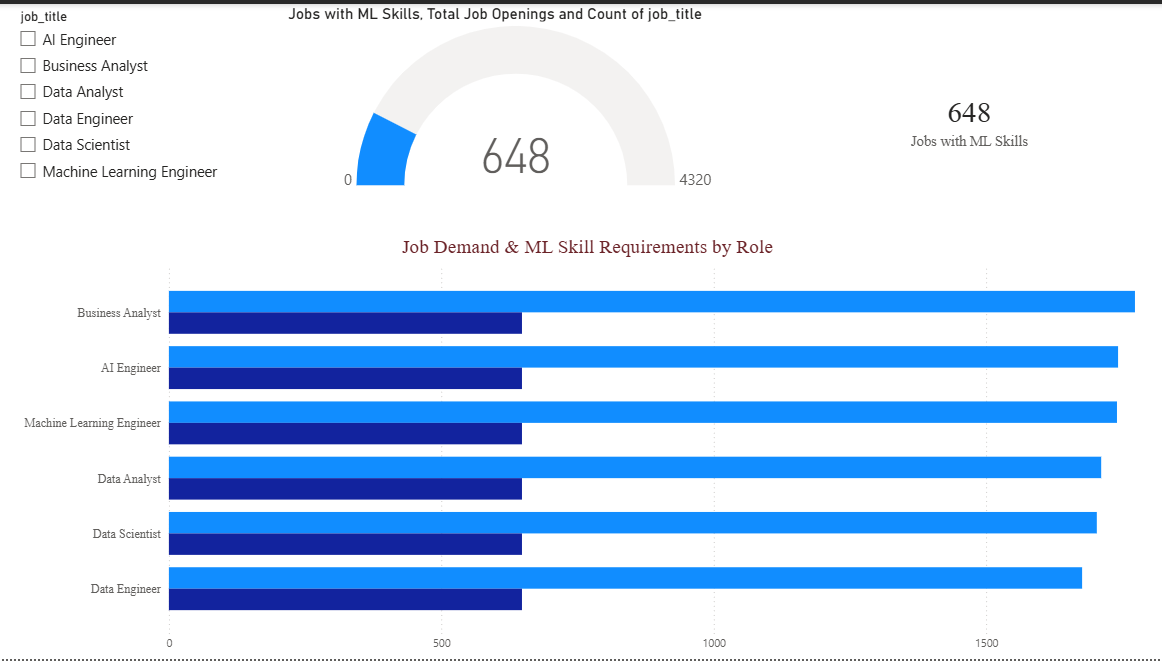 job_title
AI Engineer
Business Analyst
Data Analyst
Data Engineer
Data Scientist
Machine Learning Engineer
Jobs with ML Skills, Total Job Openings and Count of job_title
648
0
4320
648
Jobs with ML Skills
Job Demand & ML Skill Requirements by Role
Business Analyst
AI Engineer
Machine Learning Engineer
Data Analyst
Data Scientist
Data Engineer
0 500 1000 1500